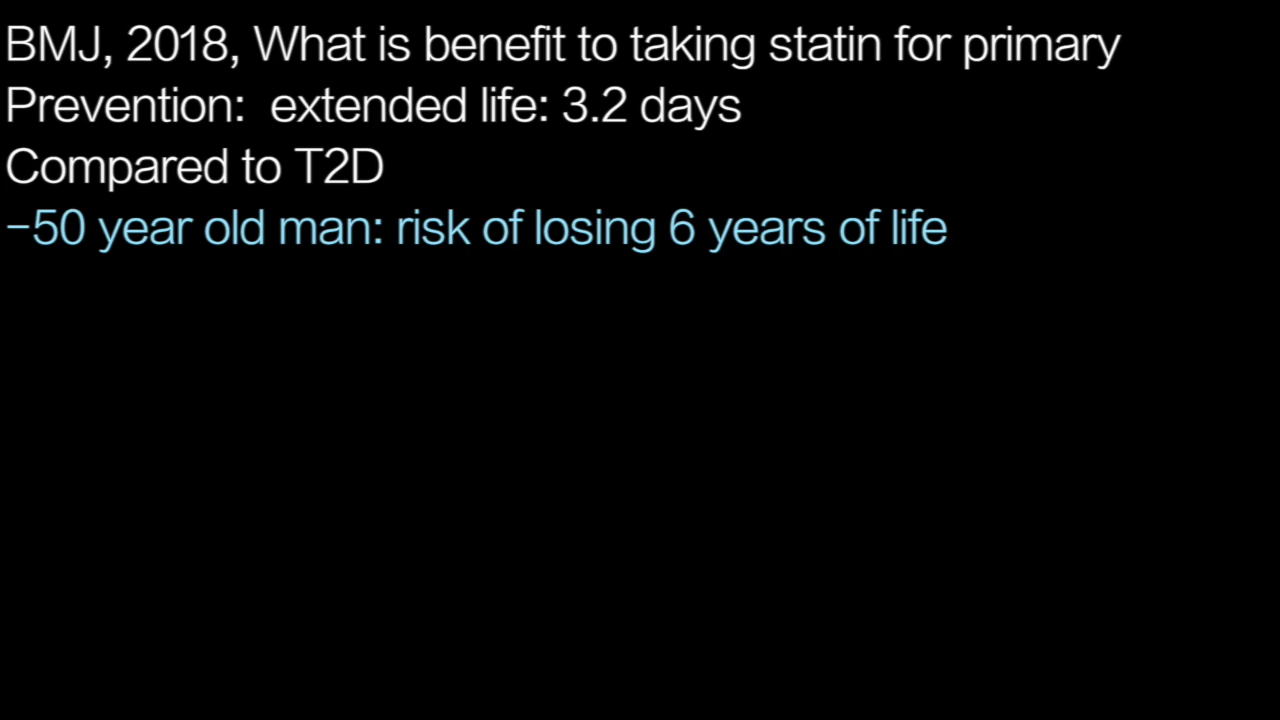 BMJ, 2018, What is benefit to taking statin for primary
Prevention:  extended life: 3.2 days
Compared to T2D
-50 year old man: risk of losing 6 years of life